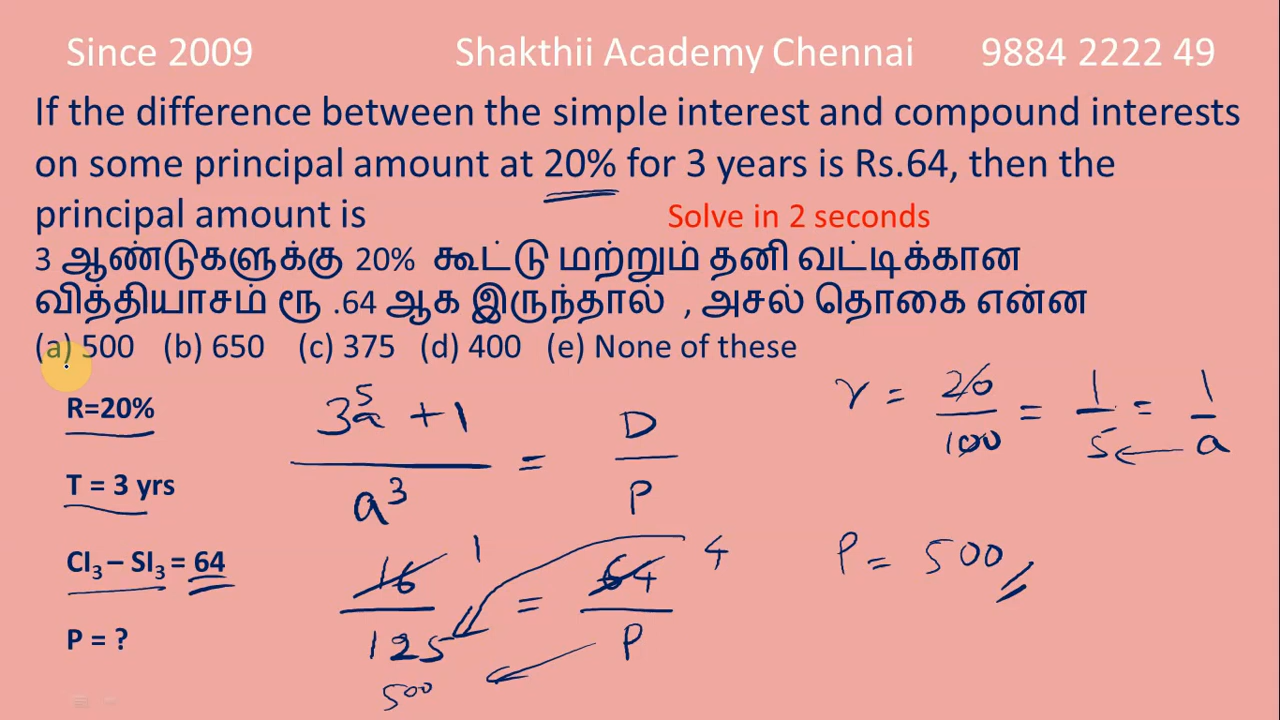 Since 2009 Shakthii Academy Chennai 9884 2222 49
If the difference between the simple interest and compound interests
on some principal amount at 20% for 3 years is Rs.64, then the
principal amount is Solve in 2 seconds
3 ஆண்டுகளுக்கு 20% கூட்டு மற்றும் தனி வட்டிக்கான
வித்தியாசம் ரூ .64 ஆக இருந்தால் , அசல் தொகை என்ன
(a) 500 (b) 650 (c) 375 (d) 400 (e) None of these
R=20%
T = 3 yrs
CI₃ – SI₃ = 64
P = ?
5
3a + 1 = D
a³ P
16 1 = 64 4
125 P
500
r = 20 = 1 = 1
100 5 a
P = 500